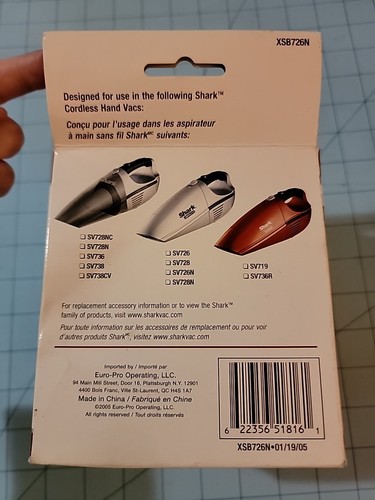 XSB726N
Designed for use in the following Shark™
Cordless Hand Vacs:
Conçu pour l'usage dans les aspirateur
à main sans fil Shark MC suivants:
Shark
Shark
☐ SV728NC
☐ SV728N
☐ SV736
☐ SV738
☐ SV738CV
☐ SV726
☐ SV728
☐ SV726N
☐ SV728N
☐ SV719
☐ SV736R
For replacement accessory information or to view the Shark™
family of products, visit www.sharkvac.com
Pour toute information sur les accessoires de remplacement ou pour voir
d'autres produits Shark MC, visitez www.sharkvac.com
Imported by / Importé par
Euro-Pro Operating, LLC.
94 Main Mill Street, Door 16, Plattsburgh N.Y. 12901
4400 Bois Franc, Ville St-Laurent, QC H4S 1A7
Made in China / Fabriqué en Chine
©2005 Euro-Pro Operating, LLC.
All rights reserved / Tout droits réservés
6 22356 51816 1
XSB726N•01/19/05